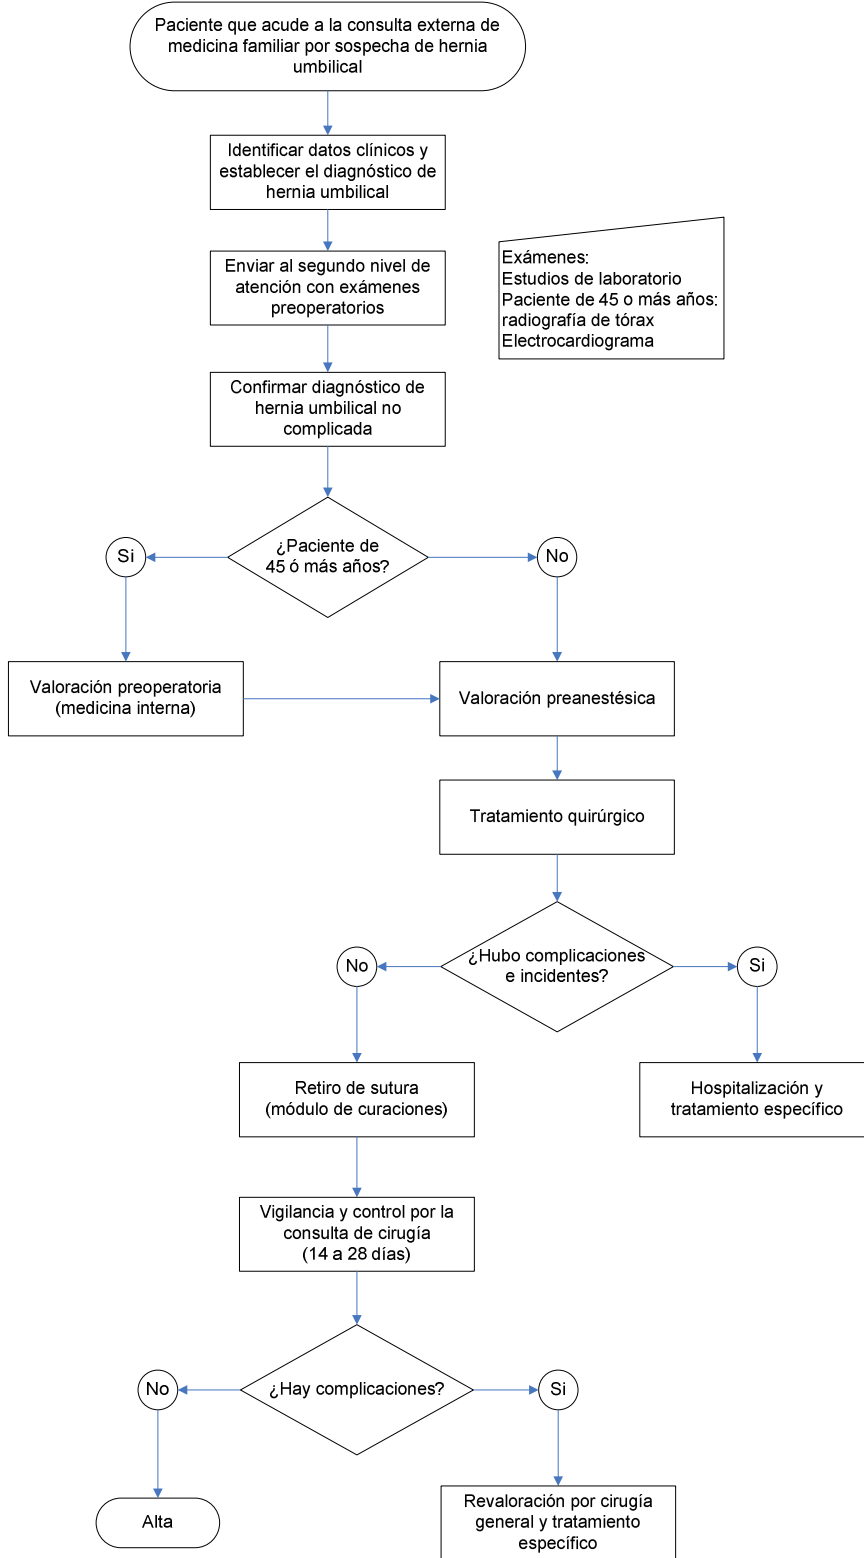 Paciente que acude a la consulta externa de
medicina familiar por sospecha de hernia
umbilical
Identificar datos clínicos y
establecer el diagnóstico de
hernia umbilical
Enviar al segundo nivel de
atención con exámenes
preoperatorios
Exámenes:
Estudios de laboratorio
Paciente de 45 o más años:
radiografía de tórax
Electrocardiograma
Confirmar diagnóstico de
hernia umbilical no
complicada
¿Paciente de
45 ó más años?
Si
No
Valoración preoperatoria
(medicina interna)
Valoración preanestésica
Tratamiento quirúrgico
¿Hubo complicaciones
e incidentes?
No
Si
Retiro de sutura
(módulo de curaciones)
Hospitalización y
tratamiento específico
Vigilancia y control por la
consulta de cirugía
(14 a 28 días)
¿Hay complicaciones?
No
Si
Alta
Revaloración por cirugía
general y tratamiento
específico